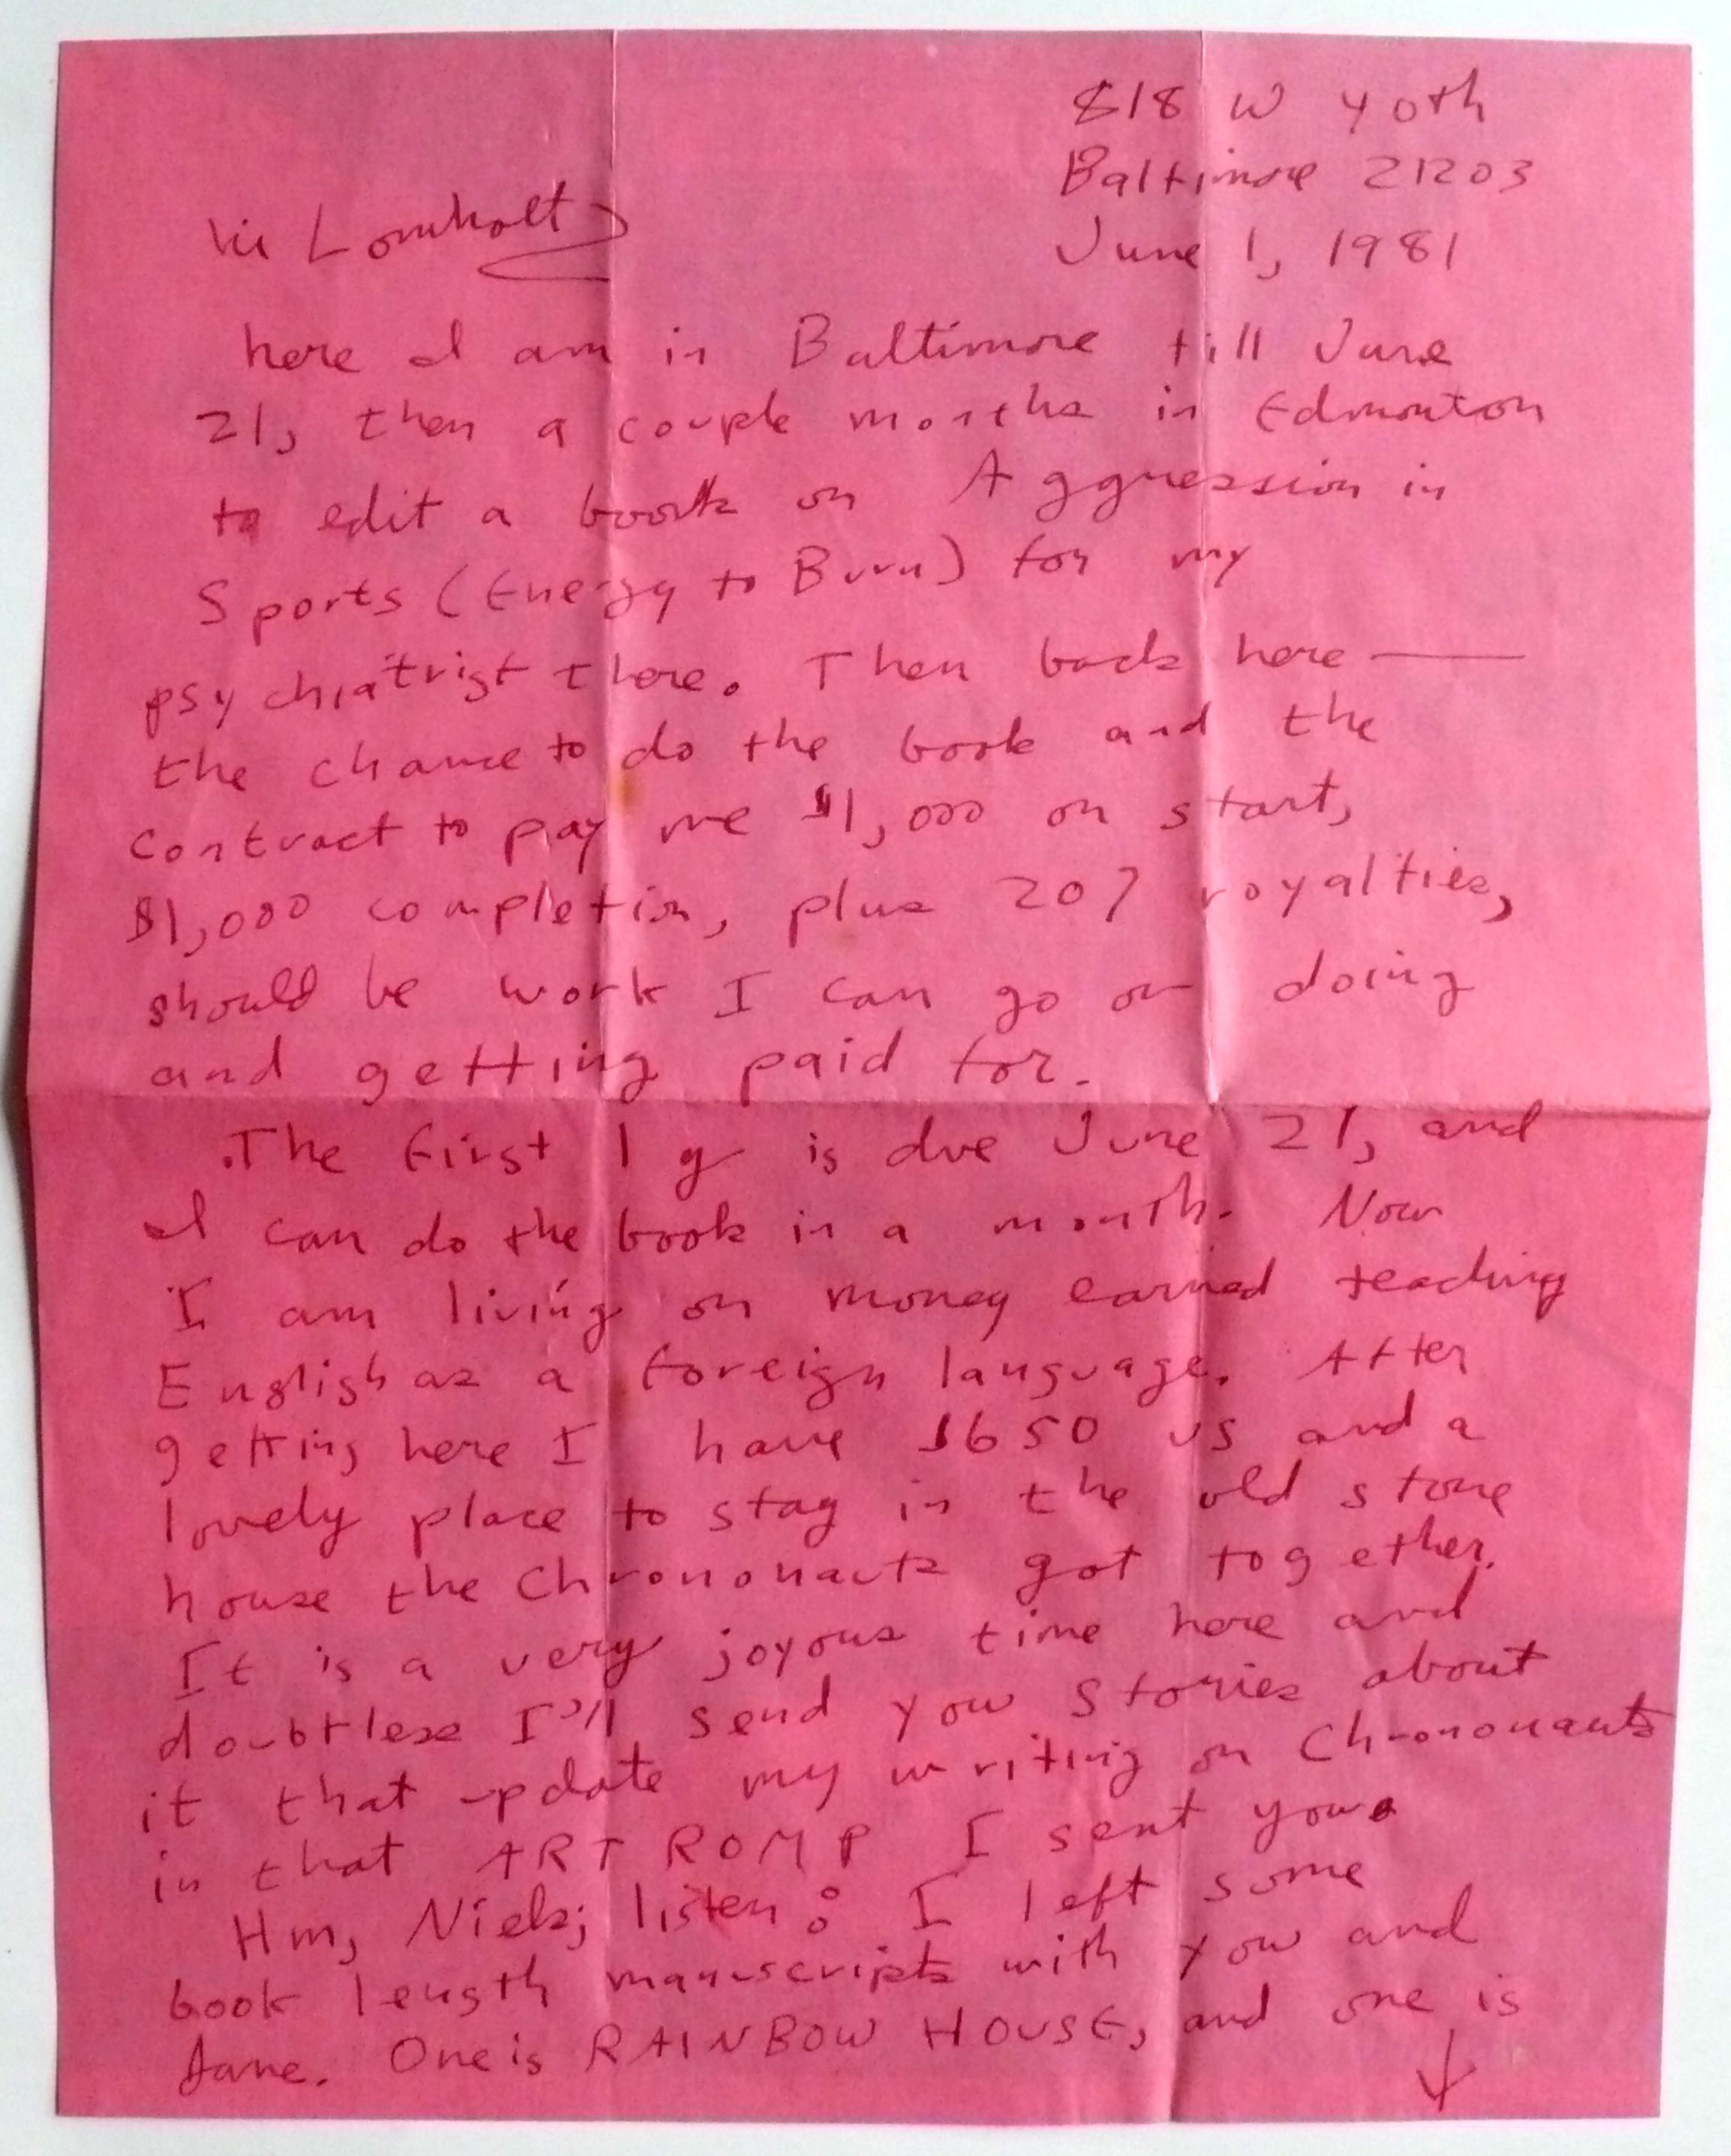 818 W 40th
Baltimore 21203
June 1, 1981
Lomholt
here I am in Baltimore till June
21, then a couple months in Edmonton
to edit a book on Aggression in
Sports (Energy to Burn) for my
psychiatrist there. Then back here —
the chance to do the book and the
contract to pay me $1,000 on start,
$1,000 completion, plus 20% royalties,
should be work I can go on doing
and getting paid for.
The first 1 g is due June 21, and
I can do the book in a month. Now
I am living on money earned teaching
English as a foreign language. After
getting here I have $650 US and a
lovely place to stay in the old stone
house the Chrononauts got together.
It is a very joyous time here and
doubtless I'll send you stories about
it that update my writing on Chrononauts
in that ART ROMP I sent you.
Hm, Niels; listen: I left some
book length manuscripts with you and
Jane. One is RAINBOW HOUSE, and one is
↓